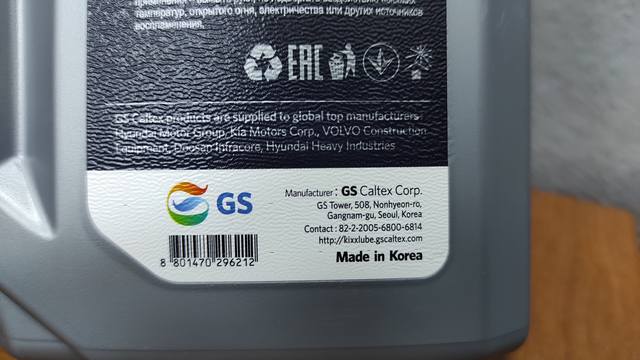 температур, открытого огня, электричества или других источников
воспламенения.
EAC
GS Caltex products are supplied to global top manufacturers:
Hyundai Motor Group, Kia Motors Corp., VOLVO Construction
Equipment, Doosan Infracore, Hyundai Heavy Industries
GS
Manufacturer : GS Caltex Corp.
GS Tower, 508, Nonhyeon-ro,
Gangnam-gu, Seoul, Korea
Contact : 82-2-2005-6800-6814
http://kixxlube.gscaltex.com
Made in Korea
8 801470 296212